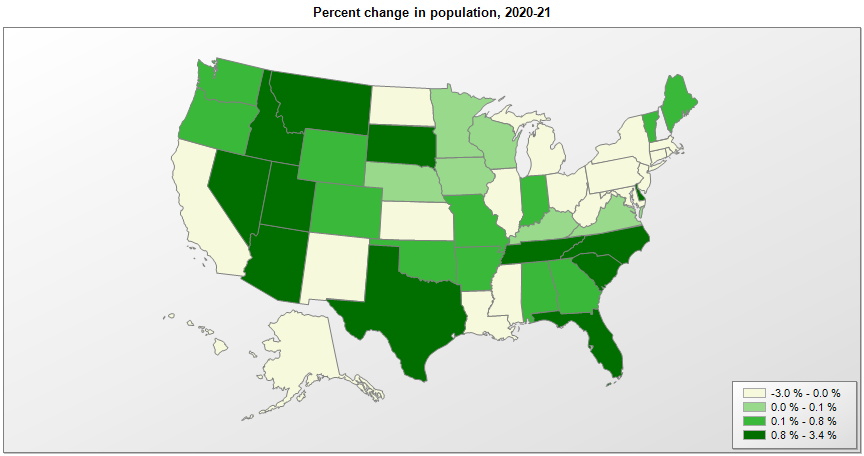 Percent change in population, 2020-21
-3.0 % - 0.0 %
0.0 % - 0.1 %
0.1 % - 0.8 %
0.8 % - 3.4 %